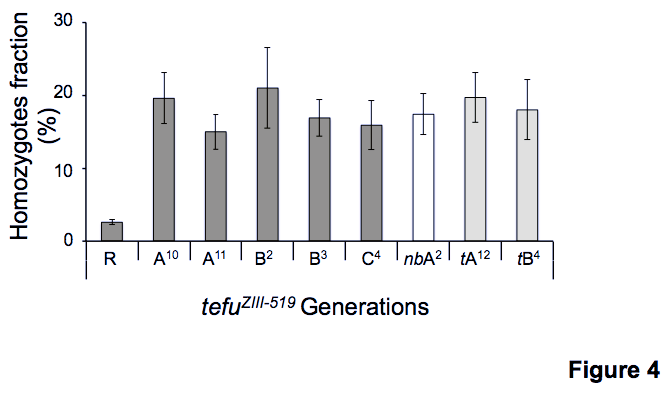 30
20
10
0
Homozygotes fraction
(%)
R A¹⁰ A¹¹ B² B³ C⁴ nbA² tA¹² tB⁴
tefuᶻᴵᴵᴵ⁻⁵¹⁹ Generations
Figure 4